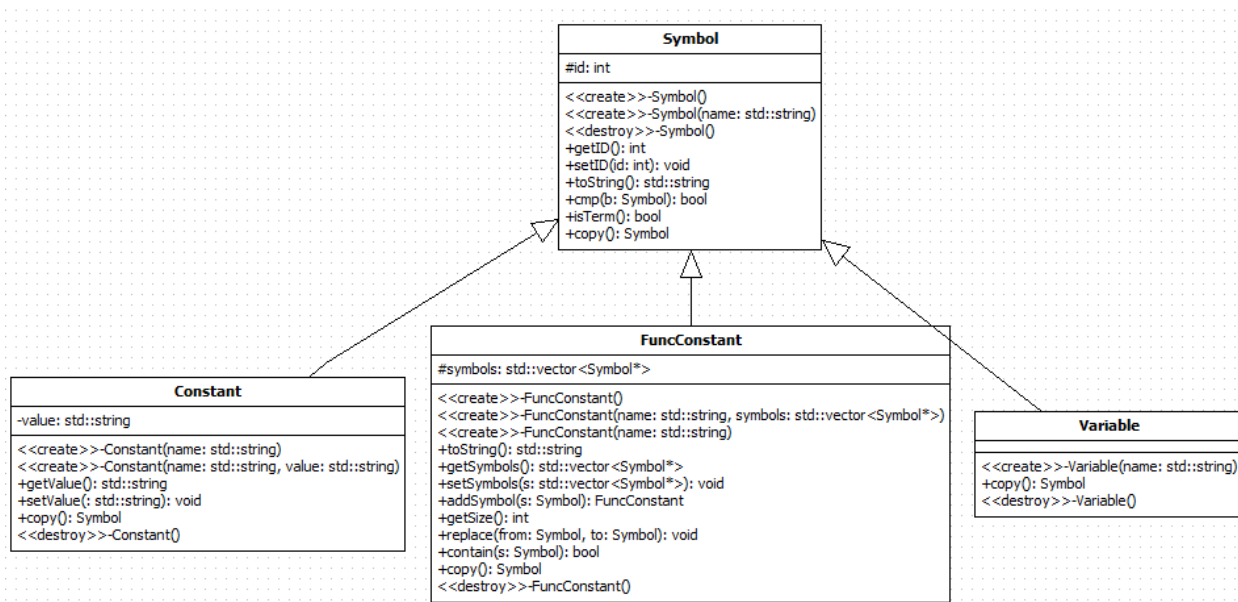 Symbol
#id: int
<<create>>-Symbol()
<<create>>-Symbol(name: std::string)
<<destroy>>-Symbol()
+getID(): int
+setID(id: int): void
+toString(): std::string
+cmp(b: Symbol): bool
+isTerm(): bool
+copy(): Symbol
Constant
-value: std::string
<<create>>-Constant(name: std::string)
<<create>>-Constant(name: std::string, value: std::string)
+getValue(): std::string
+setValue(: std::string): void
+copy(): Symbol
<<destroy>>-Constant()
FuncConstant
#symbols: std::vector<Symbol*>
<<create>>-FuncConstant()
<<create>>-FuncConstant(name: std::string, symbols: std::vector<Symbol*>)
<<create>>-FuncConstant(name: std::string)
+toString(): std::string
+getSymbols(): std::vector<Symbol*>
+setSymbols(s: std::vector<Symbol*>): void
+addSymbol(s: Symbol): FuncConstant
+getSize(): int
+replace(from: Symbol, to: Symbol): void
+contain(s: Symbol): bool
+copy(): Symbol
<<destroy>>-FuncConstant()
Variable
<<create>>-Variable(name: std::string)
+copy(): Symbol
<<destroy>>-Variable()